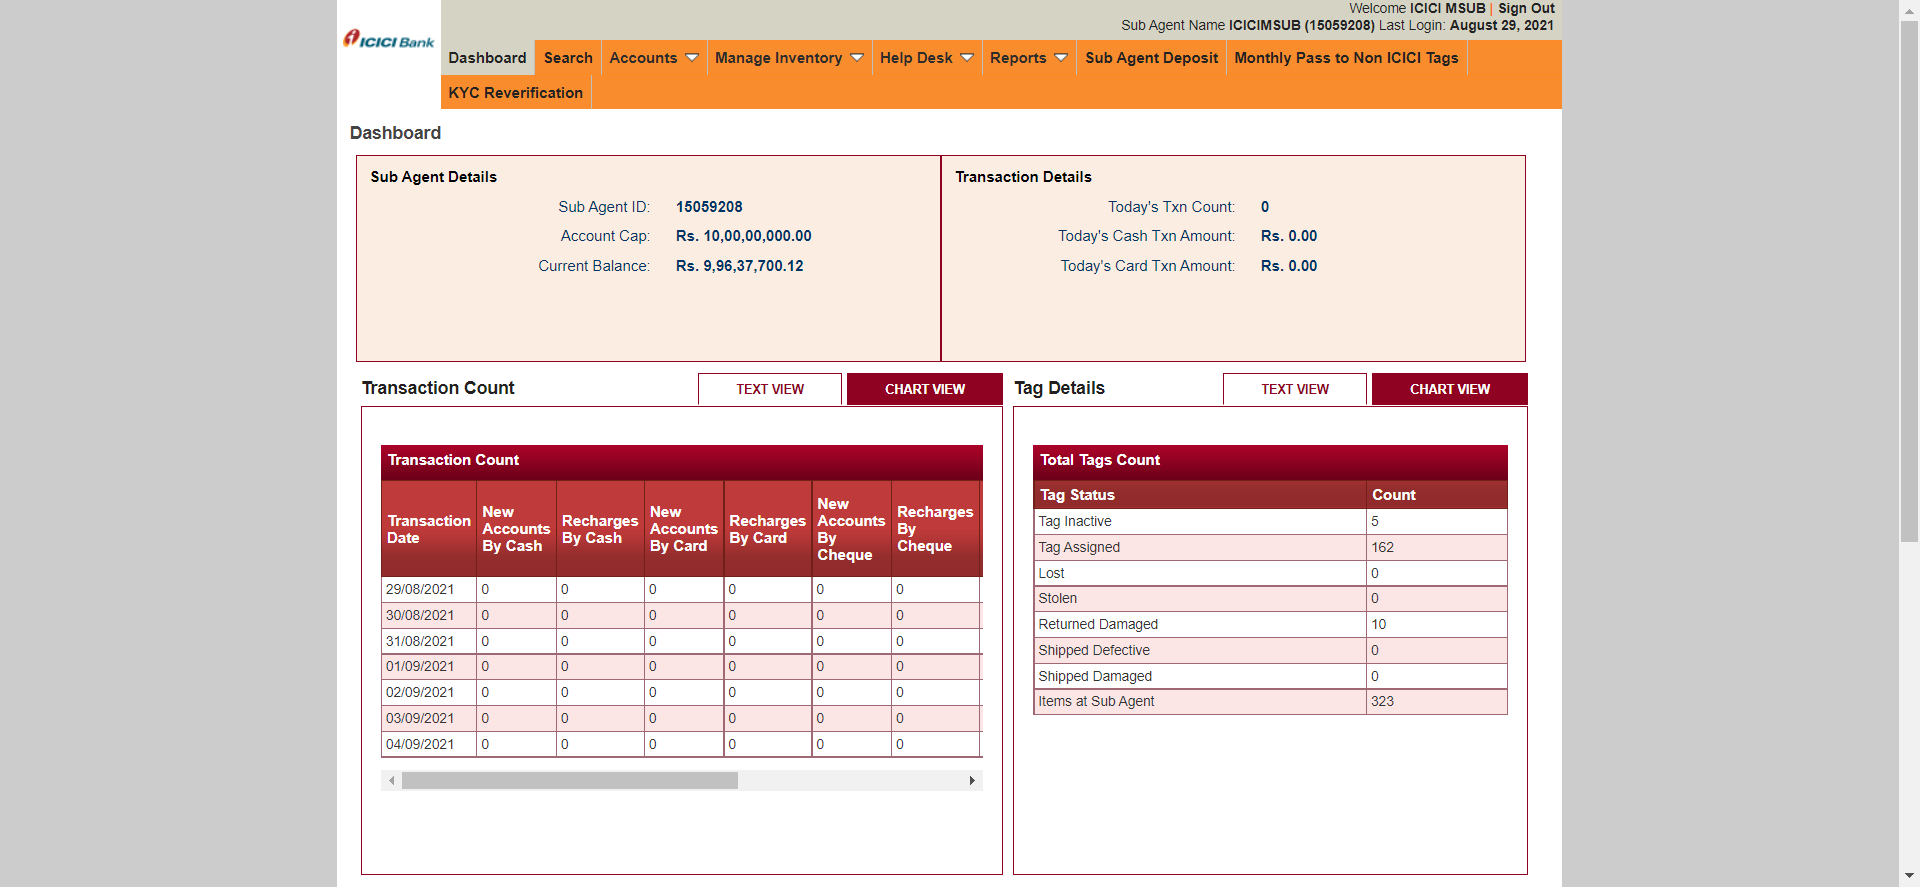 Welcome ICICI MSUB | Sign Out
Sub Agent Name ICICIMSUB (15059208) Last Login: August 29, 2021
ICICI Bank
Dashboard Search Accounts Manage Inventory Help Desk Reports Sub Agent Deposit Monthly Pass to Non ICICI Tags
KYC Reverification
Dashboard
Sub Agent Details
Sub Agent ID: 15059208
Account Cap: Rs. 10,00,00,000.00
Current Balance: Rs. 9,96,37,700.12
Transaction Details
Today's Txn Count: 0
Today's Cash Txn Amount: Rs. 0.00
Today's Card Txn Amount: Rs. 0.00
Transaction Count TEXT VIEW CHART VIEW
Transaction Count
Transaction Date New Accounts By Cash Recharges By Cash New Accounts By Card Recharges By Card New Accounts By Cheque Recharges By Cheque
29/08/2021 0 0 0 0 0 0
30/08/2021 0 0 0 0 0 0
31/08/2021 0 0 0 0 0 0
01/09/2021 0 0 0 0 0 0
02/09/2021 0 0 0 0 0 0
03/09/2021 0 0 0 0 0 0
04/09/2021 0 0 0 0 0 0
Tag Details TEXT VIEW CHART VIEW
Total Tags Count
Tag Status Count
Tag Inactive 5
Tag Assigned 162
Lost 0
Stolen 0
Returned Damaged 10
Shipped Defective 0
Shipped Damaged 0
Items at Sub Agent 323